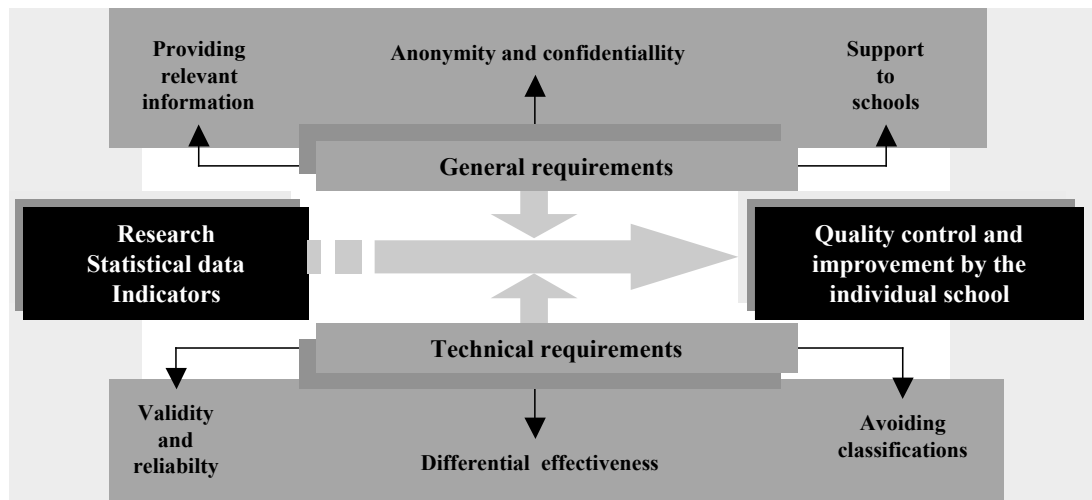 Providing
relevant
information
Anonymity and confidentiallity
Support
to
schools
General requirements
Research
Statistical data
Indicators
Quality control and
improvement by the
individual school
Technical requirements
Validity
and
reliabilty
Differential effectiveness
Avoiding
classifications